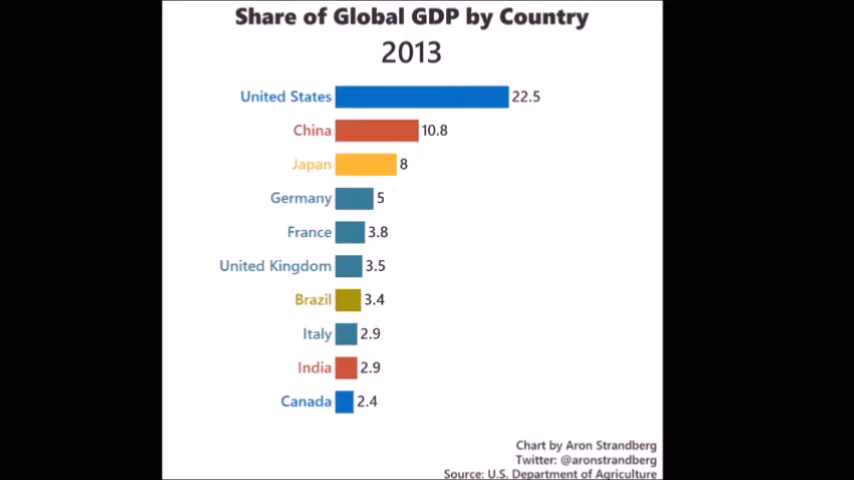 Share of Global GDP by Country
2013
United States 22.5
China 10.8
Japan 8
Germany 5
France 3.8
United Kingdom 3.5
Brazil 3.4
Italy 2.9
India 2.9
Canada 2.4
Chart by Aron Strandberg
Twitter: @aronstrandberg
Source: U.S. Department of Agriculture